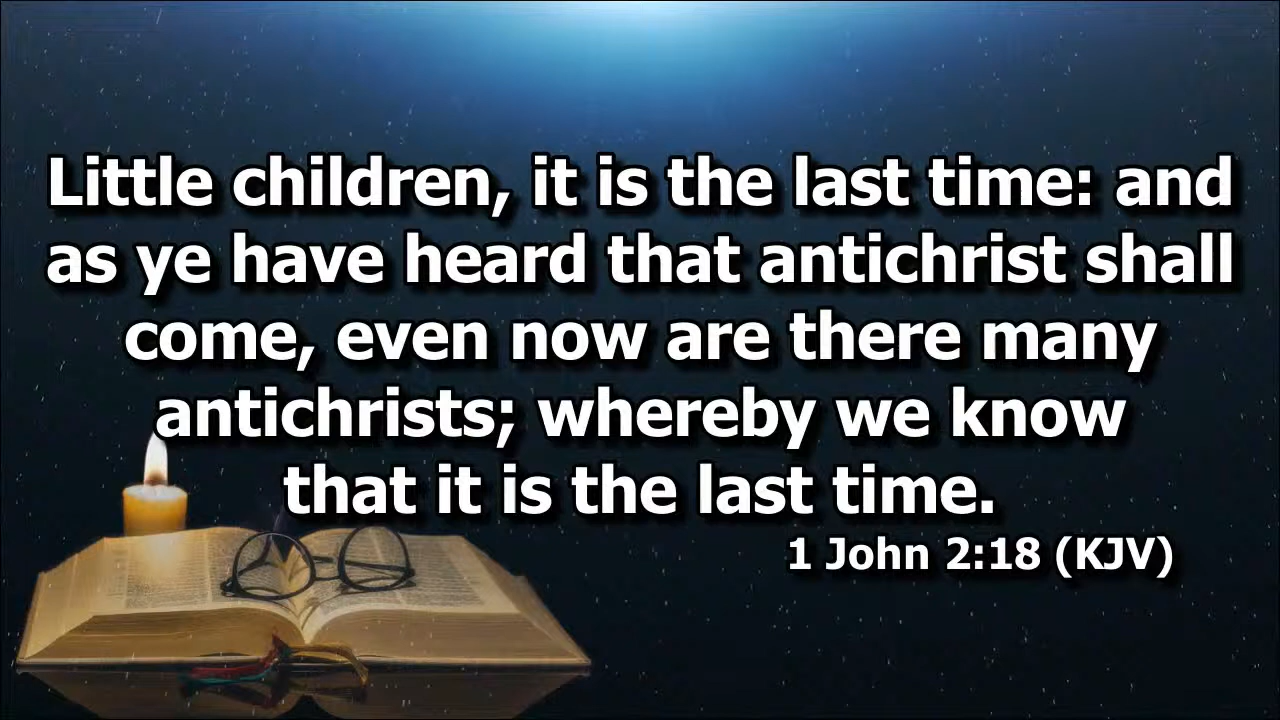 Little children, it is the last time: and
as ye have heard that antichrist shall
come, even now are there many
antichrists; whereby we know
that it is the last time.
1 John 2:18 (KJV)